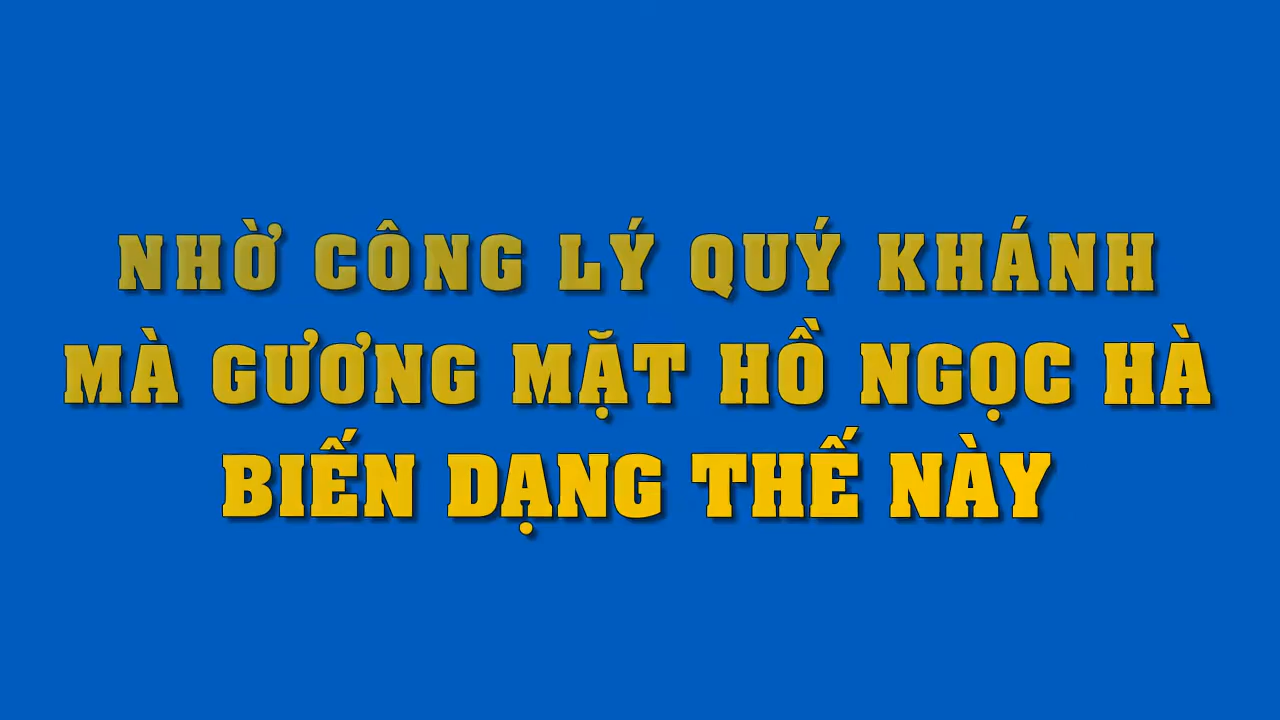 NHỜ CÔNG LÝ QUÝ KHÁNH
MÀ GƯƠNG MẶT HỒ NGỌC HÀ
BIẾN DẠNG THẾ NÀY